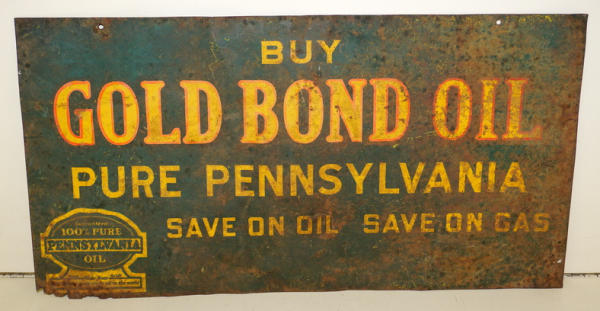 BUY
GOLD BOND OIL
PURE PENNSYLVANIA
SAVE ON OIL SAVE ON GAS
100% PURE
PENNSYLVANIA
OIL